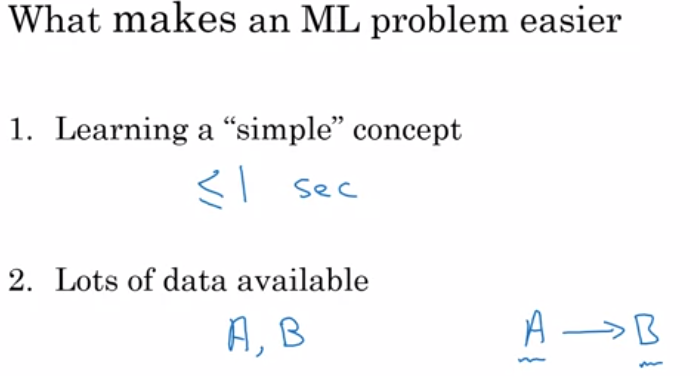 What makes an ML problem easier
1. Learning a “simple” concept
≤1 sec
2. Lots of data available
A, B
A → B